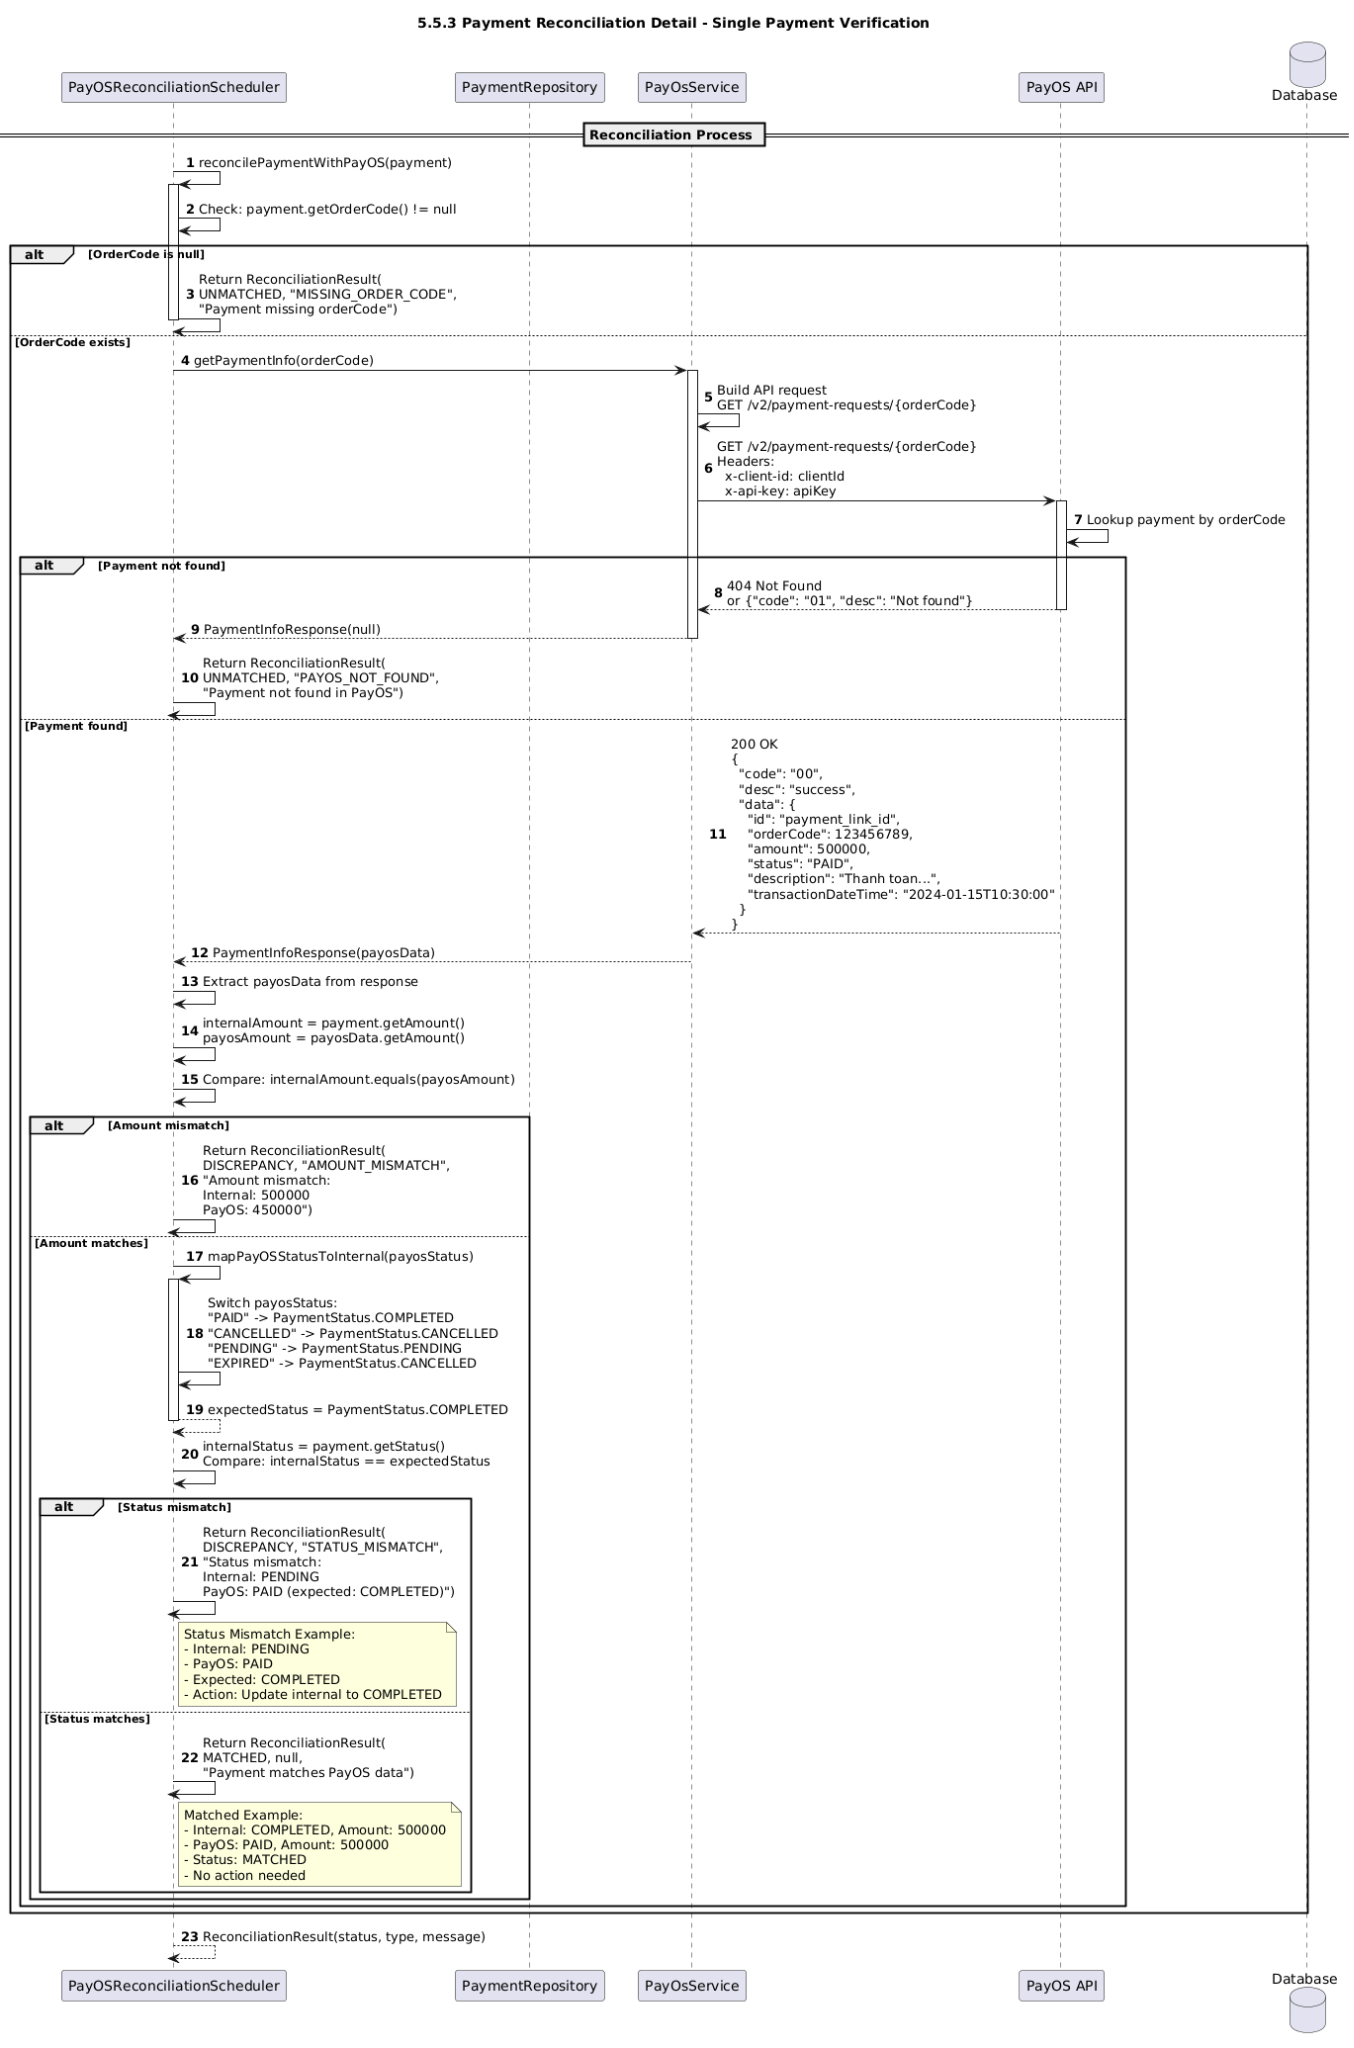 5.5.3 Payment Reconciliation Detail - Single Payment Verification
PayOSReconciliationScheduler
PaymentRepository
PayOsService
PayOS API
Database
Reconciliation Process
1 reconcilePaymentWithPayOS(payment)
2 Check: payment.getOrderCode() != null
alt [OrderCode is null]
Return ReconciliationResult(
3 UNMATCHED, "MISSING_ORDER_CODE",
"Payment missing orderCode")
[OrderCode exists]
4 getPaymentInfo(orderCode)
5 Build API request
GET /v2/payment-requests/{orderCode}
GET /v2/payment-requests/{orderCode}
6 Headers:
x-client-id: clientId
x-api-key: apiKey
7 Lookup payment by orderCode
alt [Payment not found]
8 404 Not Found
or {"code": "01", "desc": "Not found"}
9 PaymentInfoResponse(null)
Return ReconciliationResult(
10 UNMATCHED, "PAYOS_NOT_FOUND",
"Payment not found in PayOS")
[Payment found]
200 OK
{
"code": "00",
"desc": "success",
"data": {
"id": "payment_link_id",
11 "orderCode": 123456789,
"amount": 500000,
"status": "PAID",
"description": "Thanh toan...",
"transactionDateTime": "2024-01-15T10:30:00"
}
}
12 PaymentInfoResponse(payosData)
13 Extract payosData from response
14 internalAmount = payment.getAmount()
payosAmount = payosData.getAmount()
15 Compare: internalAmount.equals(payosAmount)
alt [Amount mismatch]
Return ReconciliationResult(
DISCREPANCY, "AMOUNT_MISMATCH",
16 "Amount mismatch:
Internal: 500000
PayOS: 450000")
[Amount matches]
17 mapPayOSStatusToInternal(payosStatus)
Switch payosStatus:
"PAID" -> PaymentStatus.COMPLETED
18 "CANCELLED" -> PaymentStatus.CANCELLED
"PENDING" -> PaymentStatus.PENDING
"EXPIRED" -> PaymentStatus.CANCELLED
19 expectedStatus = PaymentStatus.COMPLETED
20 internalStatus = payment.getStatus()
Compare: internalStatus == expectedStatus
alt [Status mismatch]
Return ReconciliationResult(
DISCREPANCY, "STATUS_MISMATCH",
21 "Status mismatch:
Internal: PENDING
PayOS: PAID (expected: COMPLETED)")
Status Mismatch Example:
- Internal: PENDING
- PayOS: PAID
- Expected: COMPLETED
- Action: Update internal to COMPLETED
[Status matches]
Return ReconciliationResult(
22 MATCHED, null,
"Payment matches PayOS data")
Matched Example:
- Internal: COMPLETED, Amount: 500000
- PayOS: PAID, Amount: 500000
- Status: MATCHED
- No action needed
23 ReconciliationResult(status, type, message)
PayOSReconciliationScheduler
PaymentRepository
PayOsService
PayOS API
Database